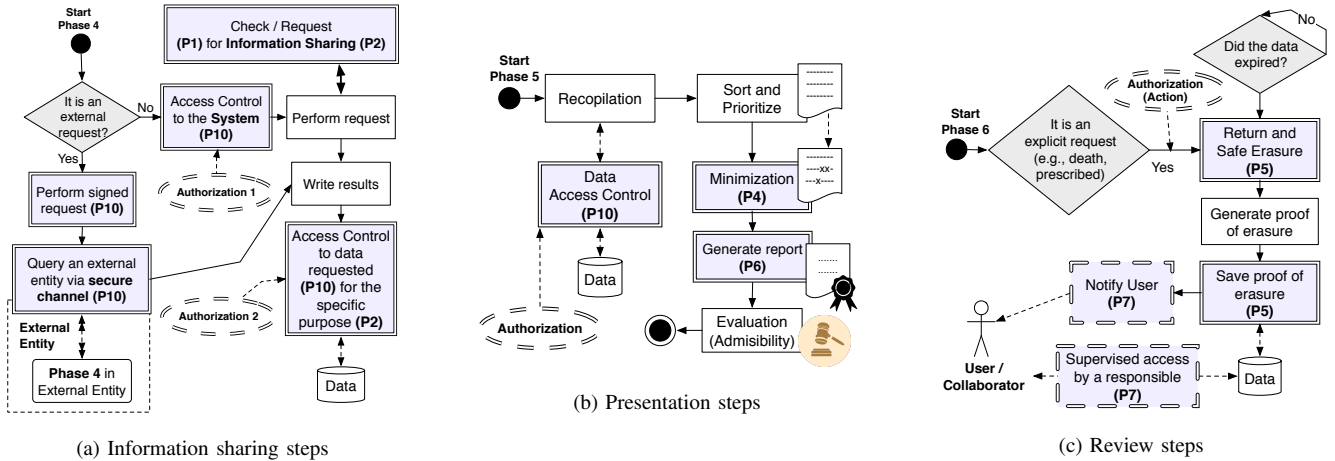 Start
Phase 4
It is an
external
request?
No
Yes
Access Control
to the System
(P10)
Authorization 1
Check / Request
(P1) for Information Sharing (P2)
Perform request
Write results
Perform signed
request (P10)
Query an external
entity via secure
channel (P10)
External
Entity
Phase 4 in
External Entity
Access Control
to data
requested
(P10) for the
specific
purpose (P2)
Authorization 2
Data
(a) Information sharing steps
Start
Phase 5
Recopilation
Sort and
Prioritize
--------
--------
--------
Data
Access Control
(P10)
Minimization
(P4)
--------
----xx-
---x----
Generate report
(P6)
Data
Authorization
Evaluation
(Admisibility)
(b) Presentation steps
No
Did the data
expired?
Authorization
(Action)
Start
Phase 6
It is an
explicit request
(e.g., death,
prescribed)
Yes
Return and
Safe Erasure
(P5)
Generate proof
of erasure
Save proof of
erasure
(P5)
Notify User
(P7)
User /
Collaborator
Supervised access
by a responsible
(P7)
Data
(c) Review steps